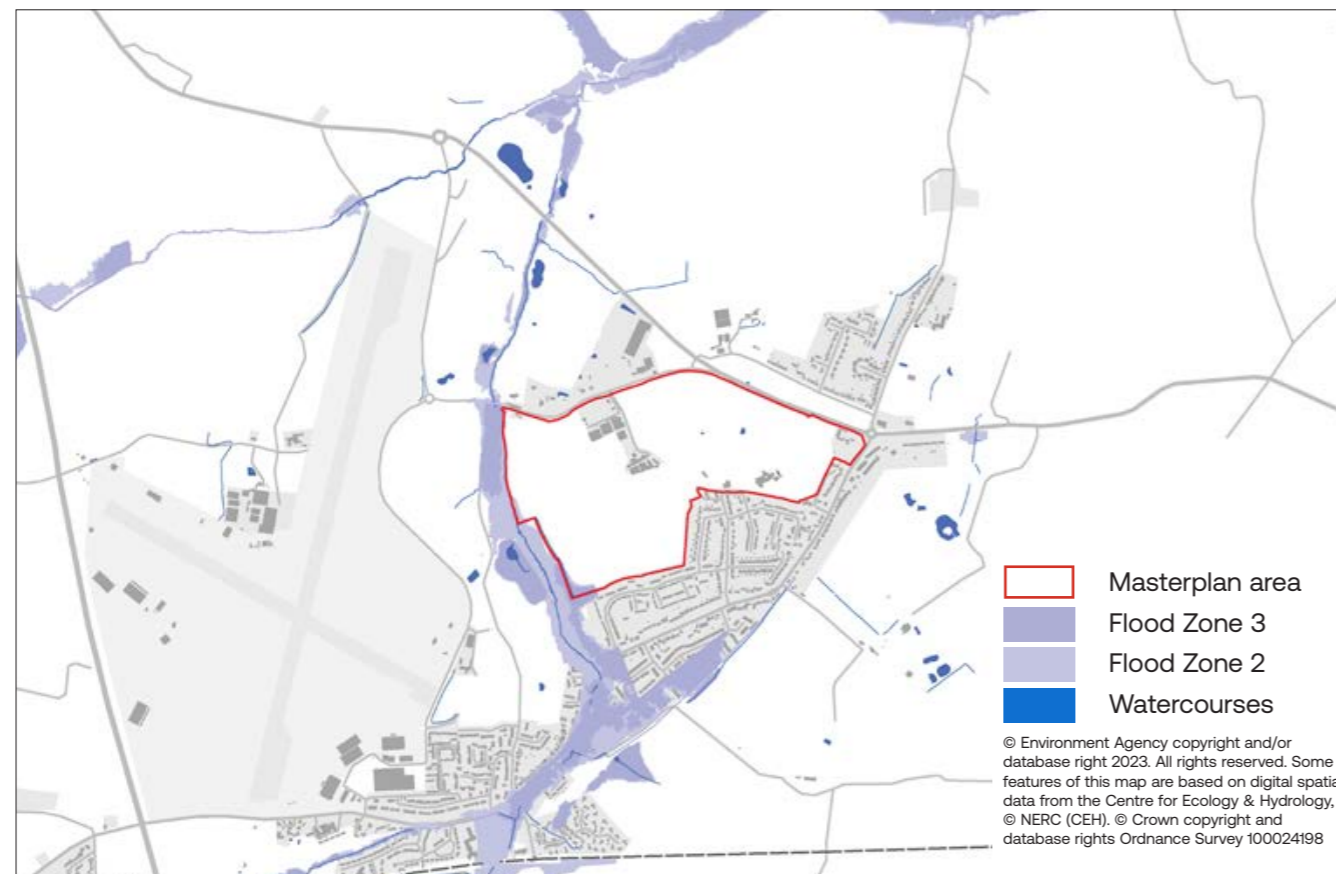 Masterplan area
Flood Zone 3
Flood Zone 2
Watercourses
© Environment Agency copyright and/or
database right 2023. All rights reserved. Some
features of this map are based on digital spatia
data from the Centre for Ecology & Hydrology,
© NERC (CEH). © Crown copyright and
database rights Ordnance Survey 100024198